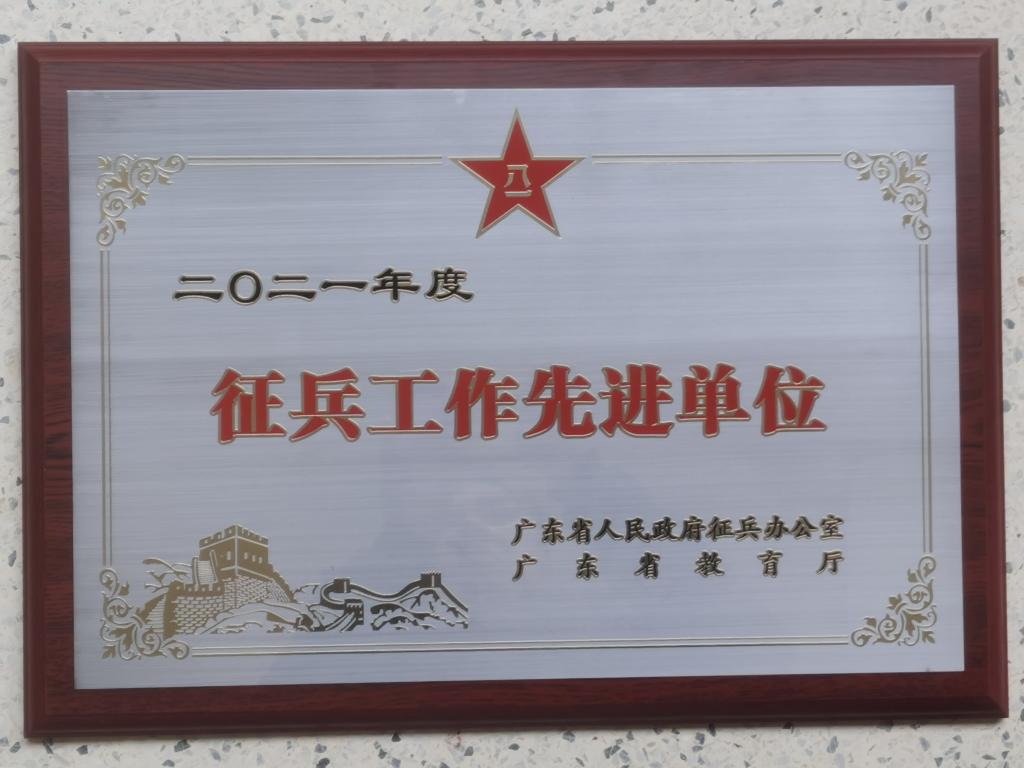 八一
二〇二一年度
征兵工作先进单位
广东省人民政府征兵办公室
广东省教育厅